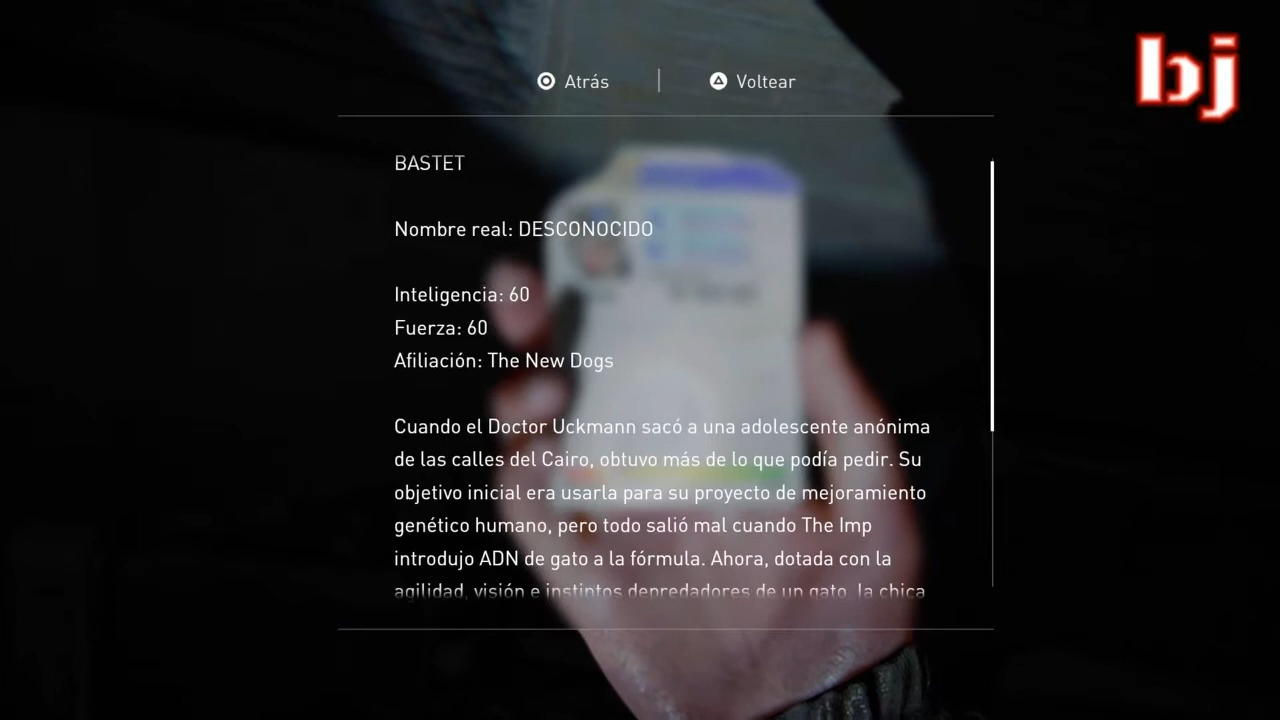 bj
Atrás | Voltear
BASTET
Nombre real: DESCONOCIDO
Inteligencia: 60
Fuerza: 60
Afiliación: The New Dogs
Cuando el Doctor Uckmann sacó a una adolescente anónima
de las calles del Cairo, obtuvo más de lo que podía pedir. Su
objetivo inicial era usarla para su proyecto de mejoramiento
genético humano, pero todo salió mal cuando The Imp
introdujo ADN de gato a la fórmula. Ahora, dotada con la
agilidad, visión e instintos depredadores de un gato, la chica